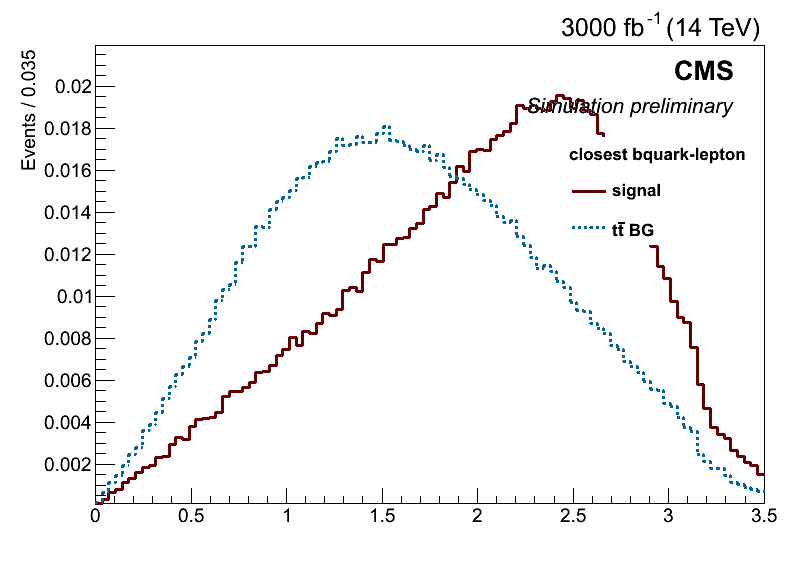 3000 fb⁻¹ (14 TeV)
CMS
Simulation preliminary
Events / 0.035
0.02
0.018
0.016
0.014
0.012
0.01
0.008
0.006
0.004
0.002
closest bquark-lepton
signal
tt̄ BG
0 0.5 1 1.5 2 2.5 3 3.5